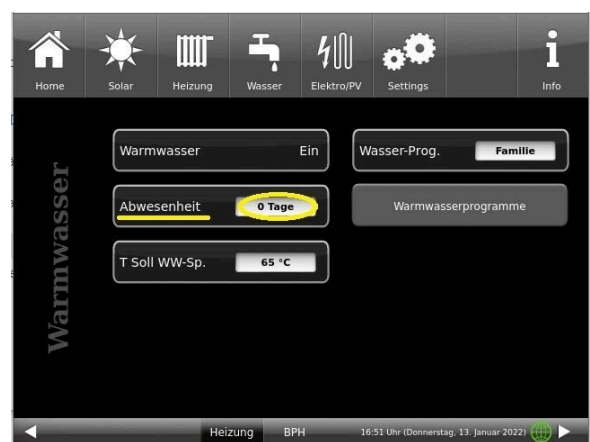 Home Solar Heizung Wasser Elektro/PV Settings Info
Warmwasser
Warmwasser Ein
Wasser-Prog. Familie
Abwesenheit 0 Tage
Warmwasserprogramme
T Soll WW-Sp. 65 °C
Heizung BPH 16:51 Uhr (Donnerstag, 13. Januar 2022)